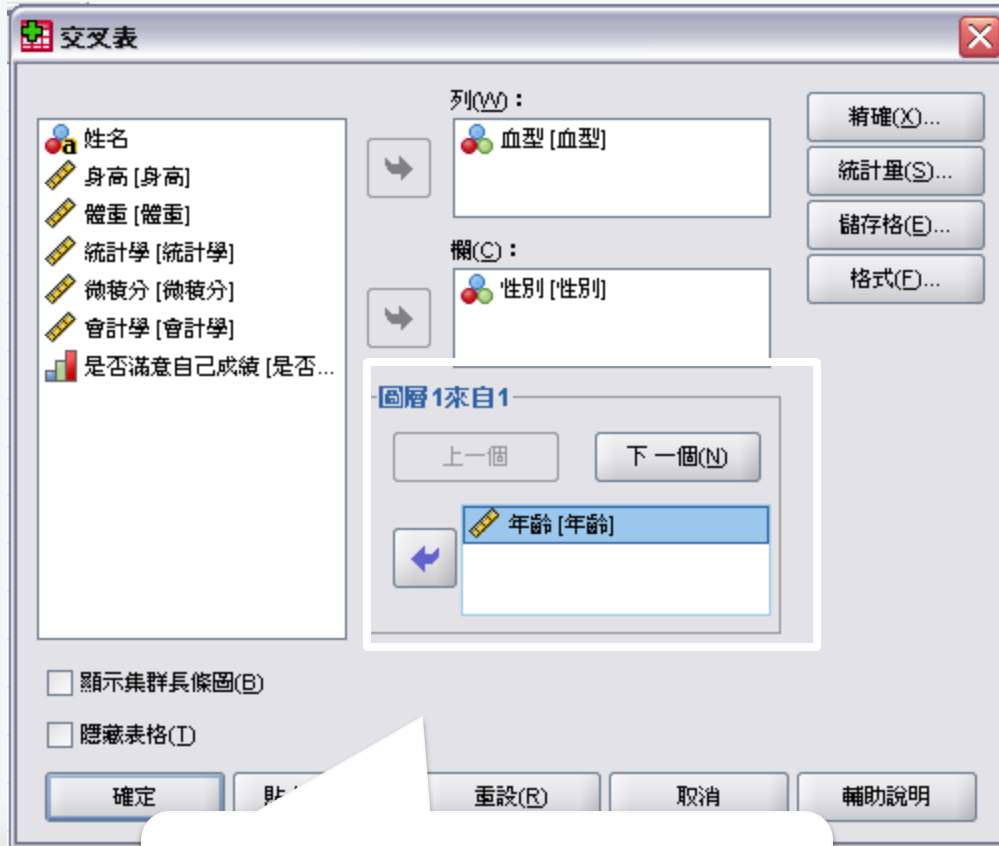 交叉表
列(W)：
血型 [血型]
欄(C)：
性別 [性別]
姓名
身高 [身高]
體重 [體重]
統計學 [統計學]
微積分 [微積分]
會計學 [會計學]
是否滿意自己成績 [是否...
精確(X)...
統計量(S)...
儲存格(E)...
格式(F)...
圖層1來自1
上一個
下一個(N)
年齡 [年齡]
顯示集群長條圖(B)
隱藏表格(T)
確定
重設(R)
取消
輔助說明